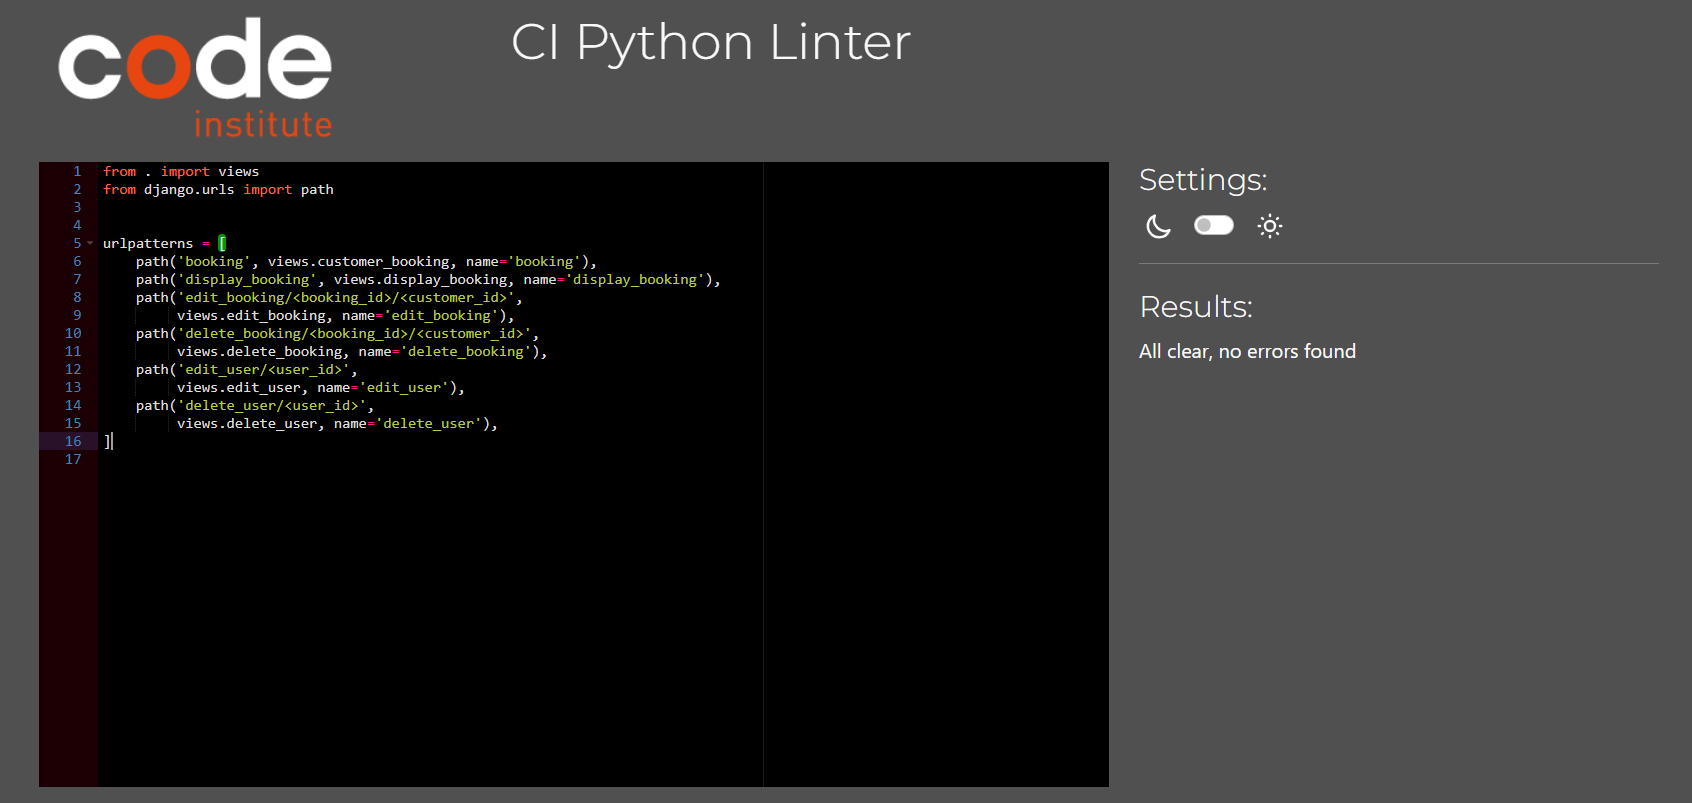 code
institute
CI Python Linter
1 from . import views
2 from django.urls import path
3
4
5 urlpatterns = [
6     path('booking', views.customer_booking, name='booking'),
7     path('display_booking', views.display_booking, name='display_booking'),
8     path('edit_booking/<booking_id>/<customer_id>',
9          views.edit_booking, name='edit_booking'),
10     path('delete_booking/<booking_id>/<customer_id>',
11          views.delete_booking, name='delete_booking'),
12     path('edit_user/<user_id>',
13          views.edit_user, name='edit_user'),
14     path('delete_user/<user_id>',
15          views.delete_user, name='delete_user'),
16 ]
17
Settings:
Results:
All clear, no errors found